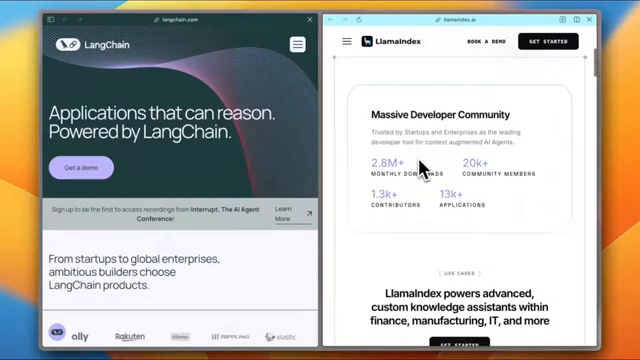 langchain.com
LangChain
Applications that can reason.
Powered by LangChain.
Get a demo
Sign up to be the first to access recordings from Interrupt, The AI Agent
Conference!
Learn
More
From startups to global enterprises,
ambitious builders choose
LangChain products.
ally
Rakuten
Klarna
RIPPLING
elastic
llamaindex.ai
LlamaIndex
BOOK A DEMO
GET STARTED
Massive Developer Community
Trusted by Startups and Enterprises as the leading
developer tool for context augmented AI Agents.
2.8M+
20k+
MONTHLY
COMMUNITY MEMBERS
1.3k+
13k+
CONTRIBUTORS
APPLICATIONS
[ USE CASES ]
LlamaIndex powers advanced,
custom knowledge assistants within
finance, manufacturing, IT, and more
GET STARTED